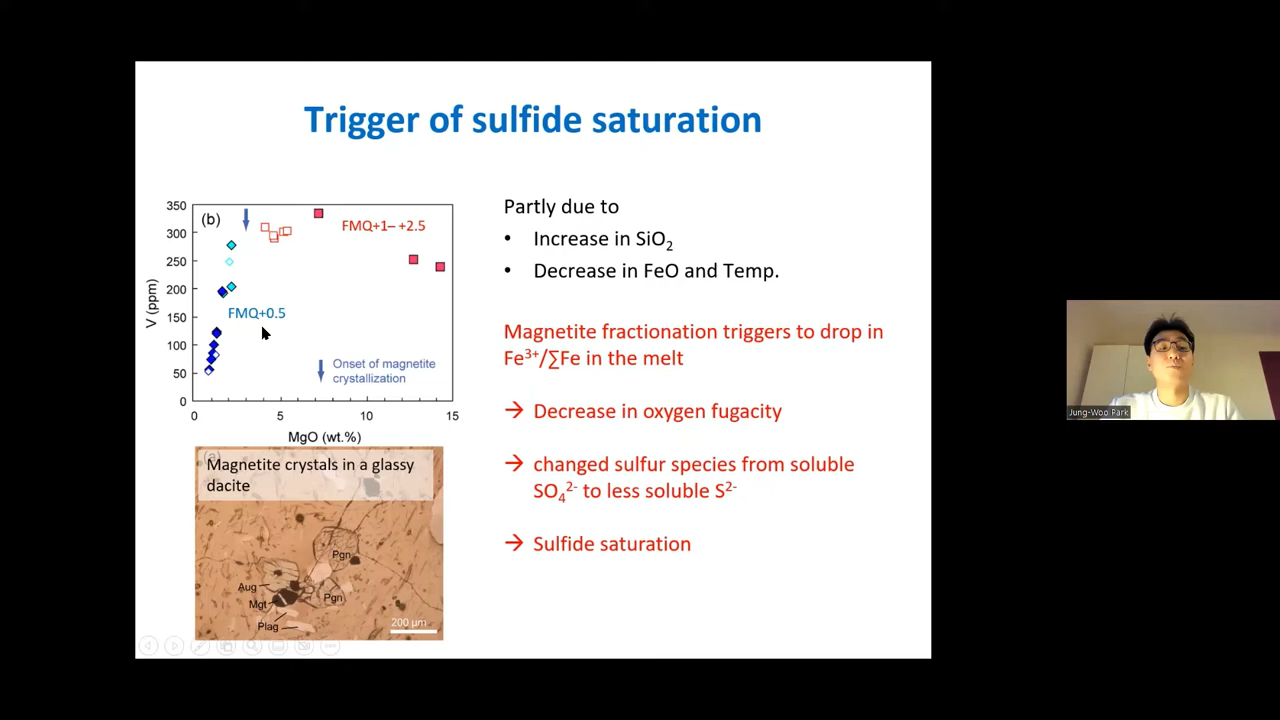 Trigger of sulfide saturation
350
300
250
200
150
100
50
0
V (ppm)
(b)
FMQ+1– +2.5
FMQ+0.5
Onset of magnetite
crystallization
0
5
10
15
MgO (wt.%)
Magnetite crystals in a glassy
dacite
Pgn
Aug
Mgt
Pgn
Plag
200 μm
Partly due to
• Increase in SiO₂
• Decrease in FeO and Temp.
Magnetite fractionation triggers to drop in
Fe³⁺/∑Fe in the melt
→ Decrease in oxygen fugacity
→ changed sulfur species from soluble
SO₄²⁻ to less soluble S²⁻
→ Sulfide saturation
Jung-Woo Park